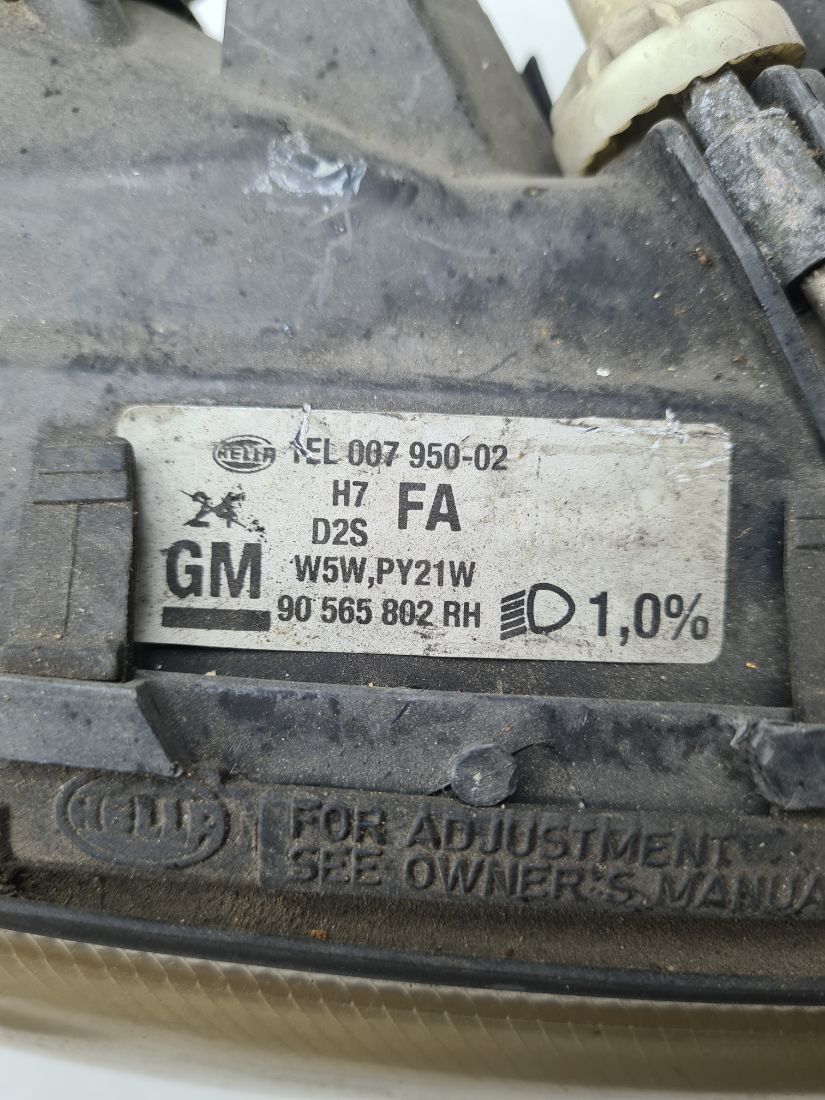 HELLA 1EL 007 950-02
H7 FA
24
D2S
GM W5W,PY21W
90 565 802 RH 1,0%
HELLA FOR ADJUSTMENT
SEE OWNER'S MANUA